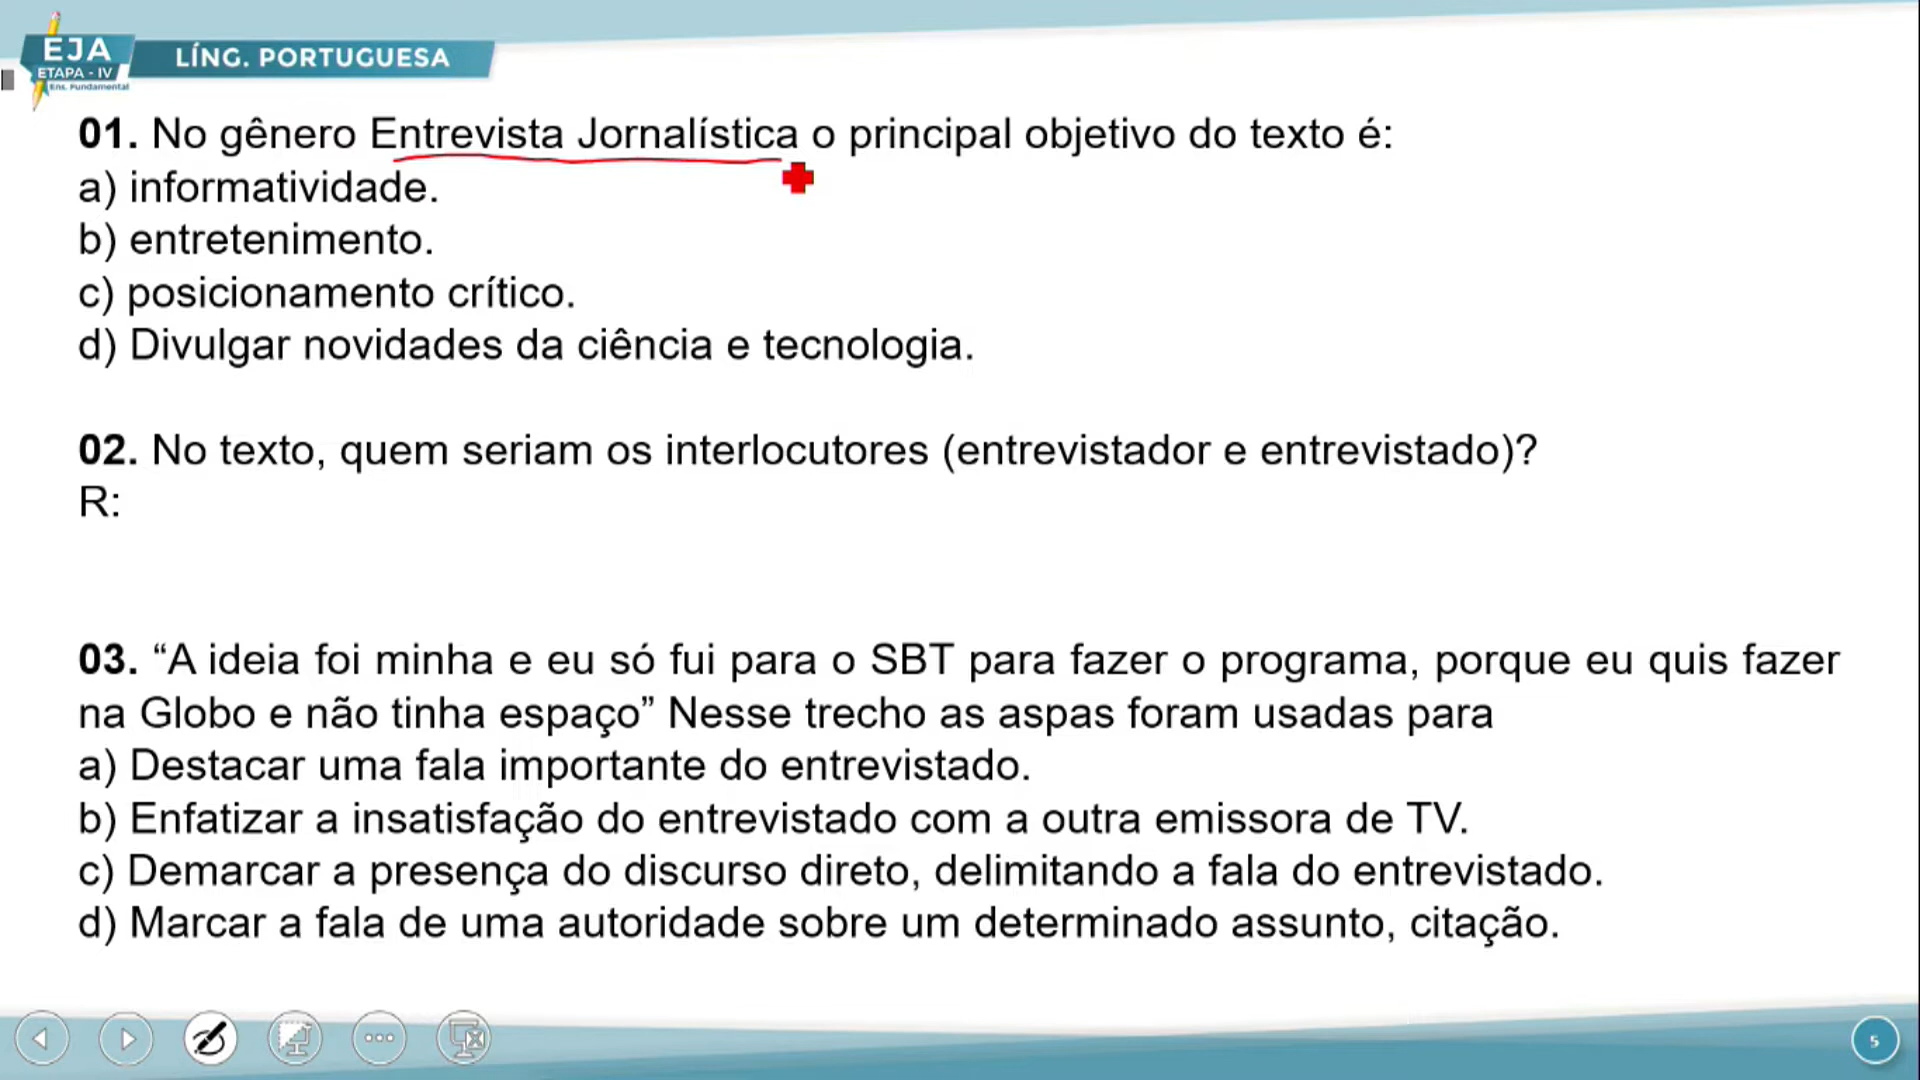 EJA
ETAPA - IV
Ens. Fundamental
LÍNG. PORTUGUESA
01. No gênero Entrevista Jornalística o principal objetivo do texto é:
a) informatividade.
b) entretenimento.
c) posicionamento crítico.
d) Divulgar novidades da ciência e tecnologia.
02. No texto, quem seriam os interlocutores (entrevistador e entrevistado)?
R:
03. “A ideia foi minha e eu só fui para o SBT para fazer o programa, porque eu quis fazer
na Globo e não tinha espaço” Nesse trecho as aspas foram usadas para
a) Destacar uma fala importante do entrevistado.
b) Enfatizar a insatisfação do entrevistado com a outra emissora de TV.
c) Demarcar a presença do discurso direto, delimitando a fala do entrevistado.
d) Marcar a fala de uma autoridade sobre um determinado assunto, citação.
5